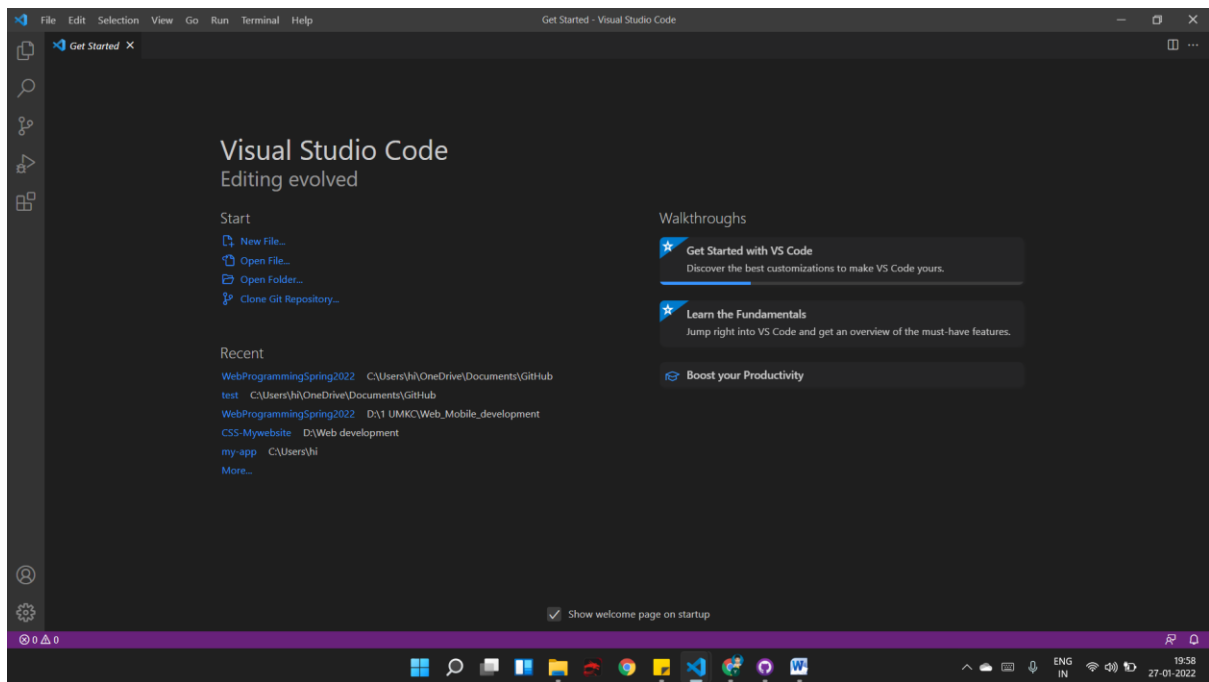 File Edit Selection View Go Run Terminal Help
Get Started - Visual Studio Code
Get Started
Visual Studio Code
Editing evolved
Start
New File...
Open File...
Open Folder...
Clone Git Repository...
Recent
WebProgrammingSpring2022 C:\Users\hi\OneDrive\Documents\GitHub
test C:\Users\hi\OneDrive\Documents\GitHub
WebProgrammingSpring2022 D:\1 UMKC\Web_Mobile_development
CSS-Mywebsite D:\Web development
my-app C:\Users\hi
More...
Walkthroughs
Get Started with VS Code
Discover the best customizations to make VS Code yours.
Learn the Fundamentals
Jump right into VS Code and get an overview of the must-have features.
Boost your Productivity
Show welcome page on startup
0 0
ENG
IN
19:58
27-01-2022